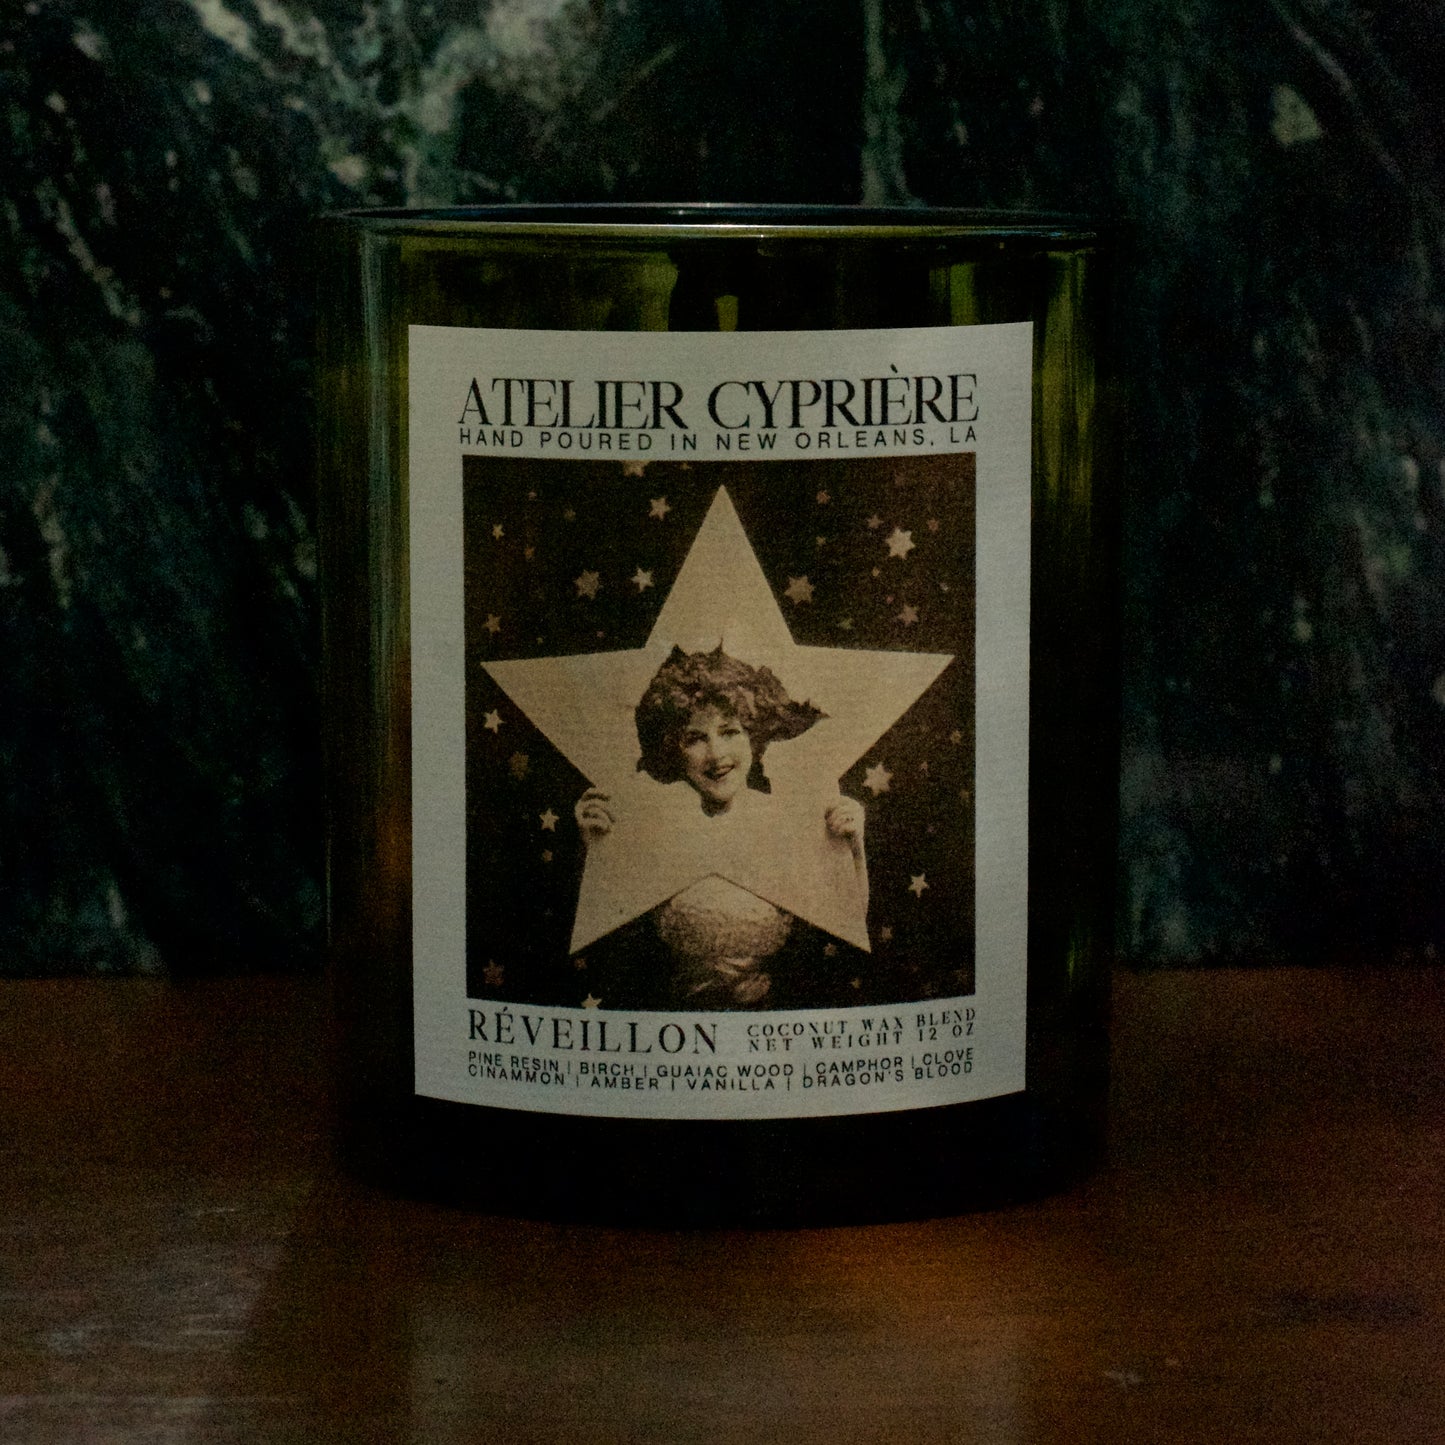 ATELIER CYPRIÈRE
HAND POURED IN NEW ORLEANS, LA
RÉVEILLON
COCONUT WAX BLEND
NET WEIGHT 12 OZ
PINE RESIN | BIRCH | GUAIAC WOOD | CAMPHOR | CLOVE
CINAMMON | AMBER | VANILLA | DRAGON'S BLOOD